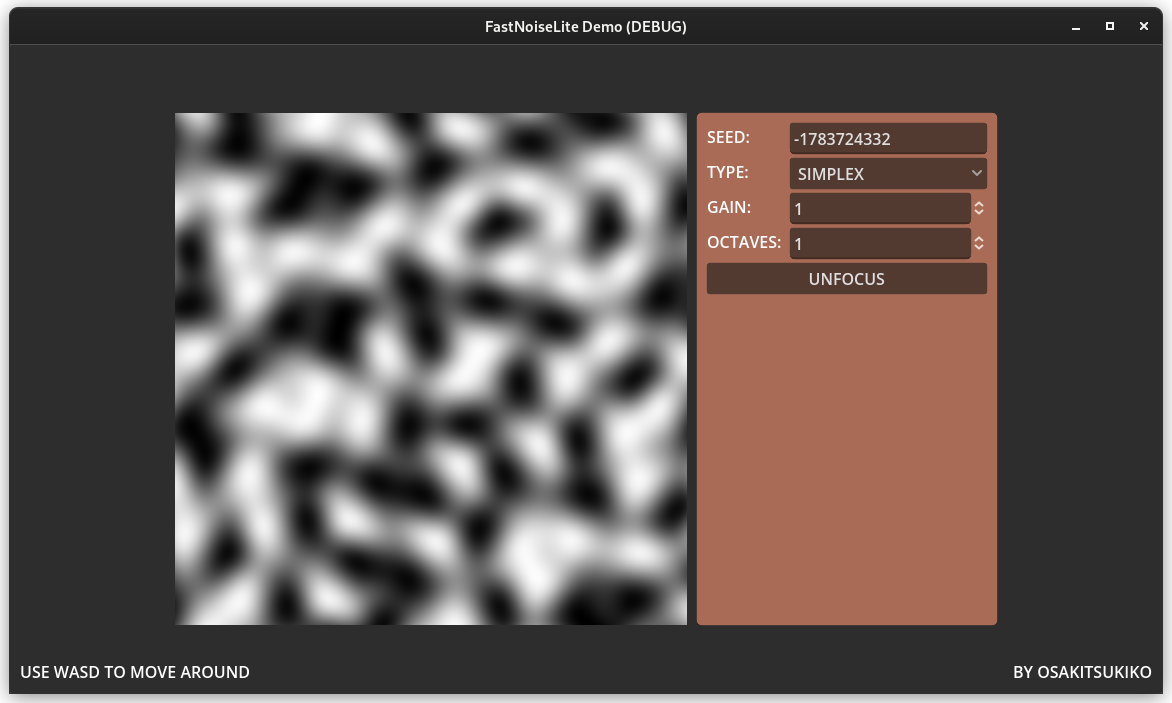 FastNoiseLite Demo (DEBUG)
SEED: -1783724332
TYPE: SIMPLEX
GAIN: 1
OCTAVES: 1
UNFOCUS
USE WASD TO MOVE AROUND
BY OSAKITSUKIKO